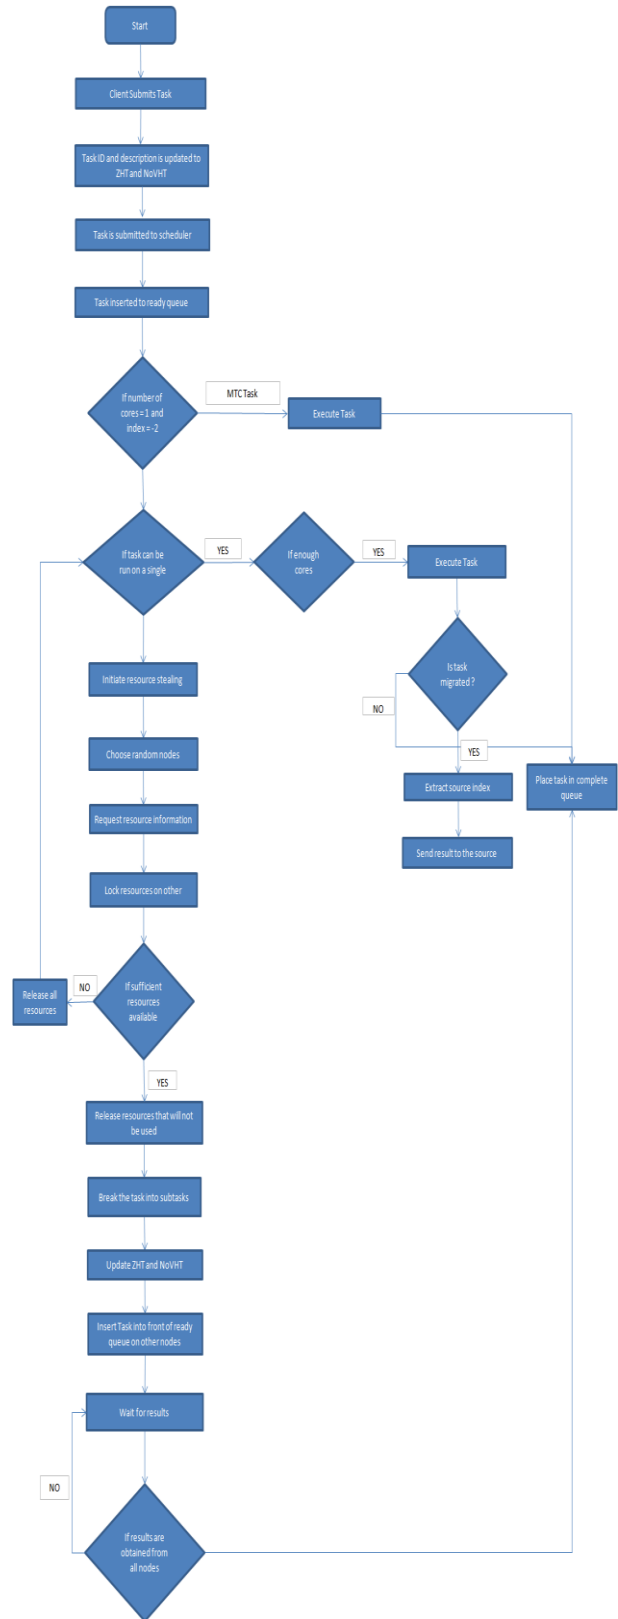 Start
Client Submits Task
Task ID and description is updated to
ZHT and NoVHT
Task is submitted to scheduler
Task inserted to ready queue
If number of
cores = 1 and
index = -2
MTC Task
Execute Task
If task can be
run on a single
YES
If enough
cores
YES
Execute Task
Is task
migrated ?
NO
YES
Initiate resource stealing
Choose random nodes
Extract source index
Place task in complete
queue
Request resource information
Send result to the source
Lock resources on other
If sufficient
resources
available
NO
Release all
resources
YES
Release resources that will not
be used
Break the task into subtasks
Update ZHT and NoVHT
Insert Task into front of ready
queue on other nodes
Wait for results
NO
If results are
obtained from
all nodes